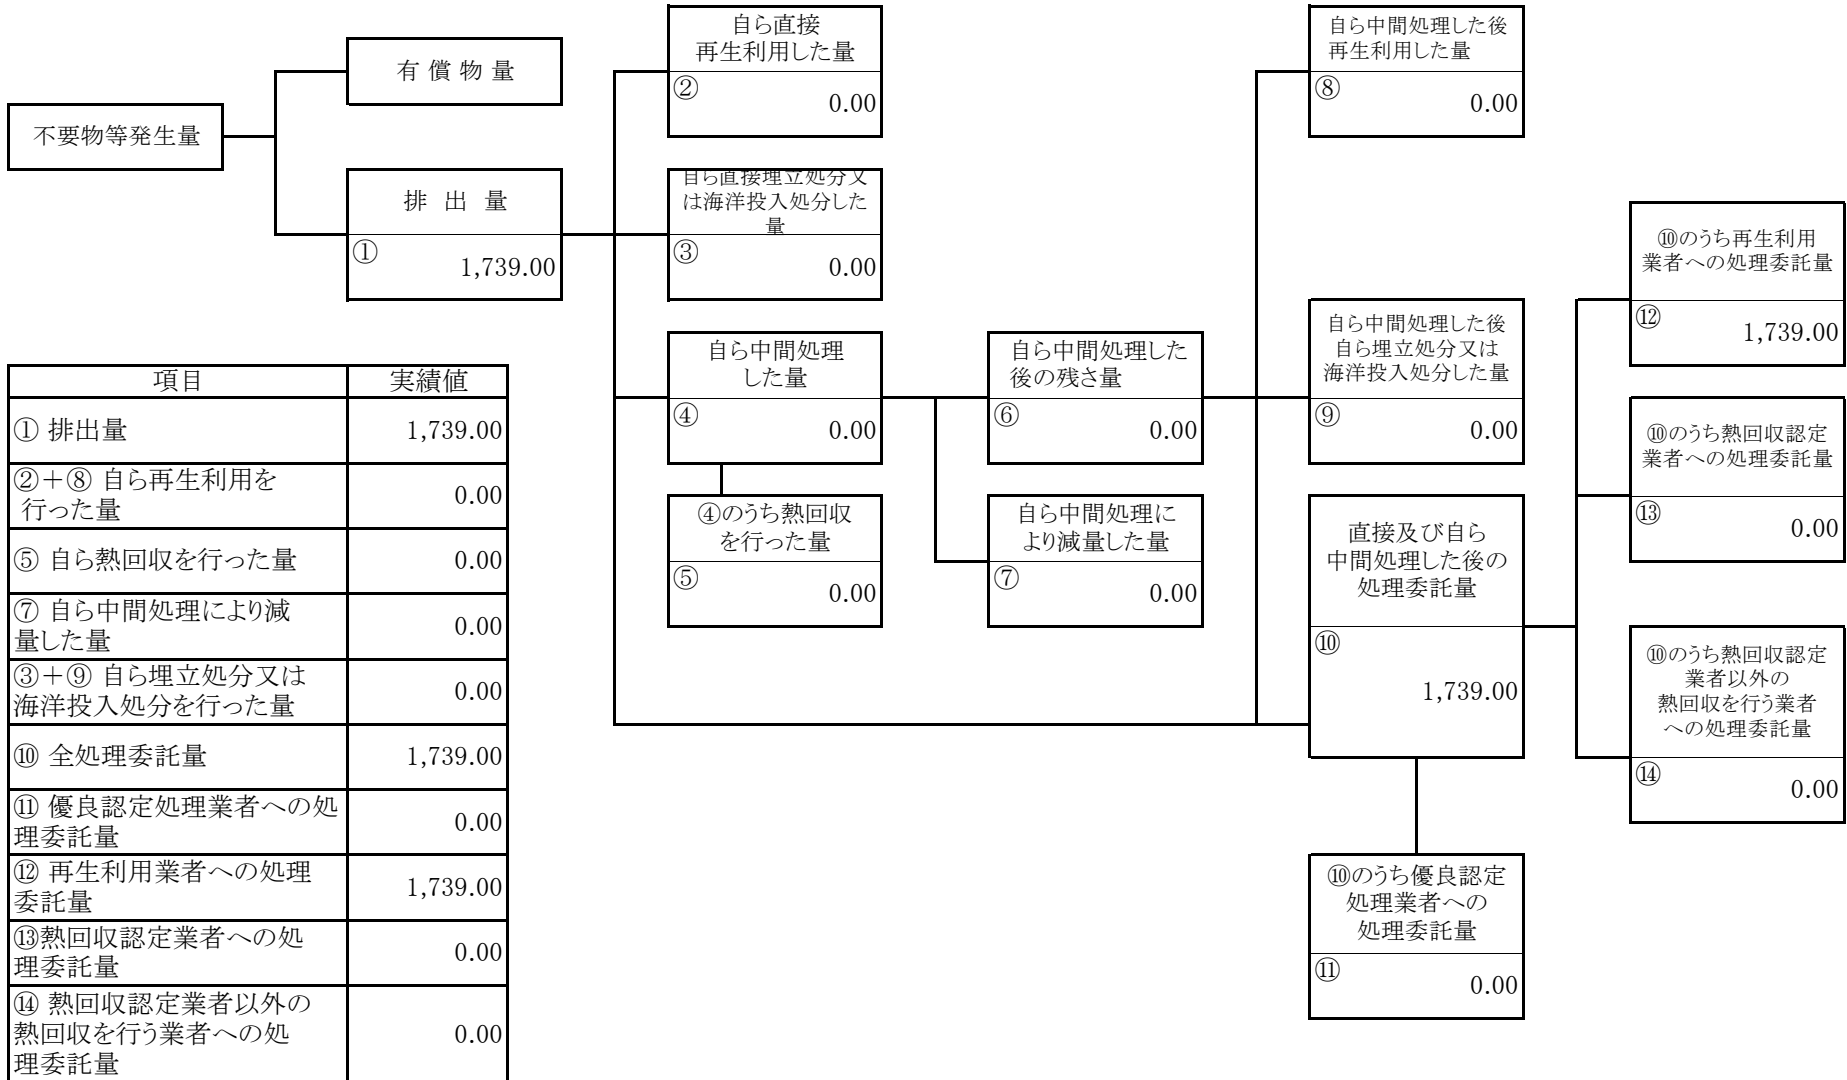 不要物等発生量
有 償 物 量
排 出 量
①
1,739.00
自ら直接
再生利用した量
②
0.00
自ら直接埋立処分又
は海洋投入処分した
量
③
0.00
自ら中間処理
した量
④
0.00
④のうち熱回収
を行った量
⑤
0.00
自ら中間処理した
後の残さ量
⑥
0.00
自ら中間処理に
より減量した量
⑦
0.00
自ら中間処理した後
再生利用した量
⑧
0.00
自ら中間処理した後
自ら埋立処分又は
海洋投入処分した量
⑨
0.00
直接及び自ら
中間処理した後の
処理委託量
⑩
1,739.00
⑩のうち優良認定
処理業者への
処理委託量
⑪
0.00
⑩のうち再生利用
業者への処理委託量
⑫
1,739.00
⑩のうち熱回収認定
業者への処理委託量
⑬
0.00
⑩のうち熱回収認定
業者以外の
熱回収を行う業者
への処理委託量
⑭
0.00
項目 実績値
① 排出量 1,739.00
②＋⑧ 自ら再生利用を
行った量
0.00
⑤ 自ら熱回収を行った量 0.00
⑦ 自ら中間処理により減
量した量
0.00
③＋⑨ 自ら埋立処分又は
海洋投入処分を行った量
0.00
⑩ 全処理委託量 1,739.00
⑪ 優良認定処理業者への処
理委託量
0.00
⑫ 再生利用業者への処理
委託量
1,739.00
⑬熱回収認定業者への処
理委託量
0.00
⑭ 熱回収認定業者以外の
熱回収を行う業者への処
理委託量
0.00